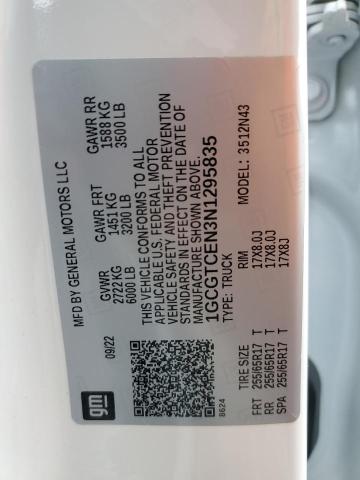 MFD BY GENERAL MOTORS LLC
09/22
GVWR GAWR FRT GAWR RR
2722KG 1451 KG 1588 KG
6000 LB 3200 LB 3500 LB
THIS VEHICLE CONFORMS TO ALL
U.S. FEDERAL MOTOR
VEHICLE SAFETY AND THEFT PREVENTION
STANDARDS IN EFFECT ON THE DATE OF
MANUFACTURE SHOWN ABOVE.
1GCGTCEN3N1295835
TYPE: TRUCK MODEL: 3512N43
gm
8624
TIRE SIZE RIM
FRT 255/65R17 T 17X8.0J
RR 255/65R17 T 17X8.0J
SPA 255/65R17 T 17X8J